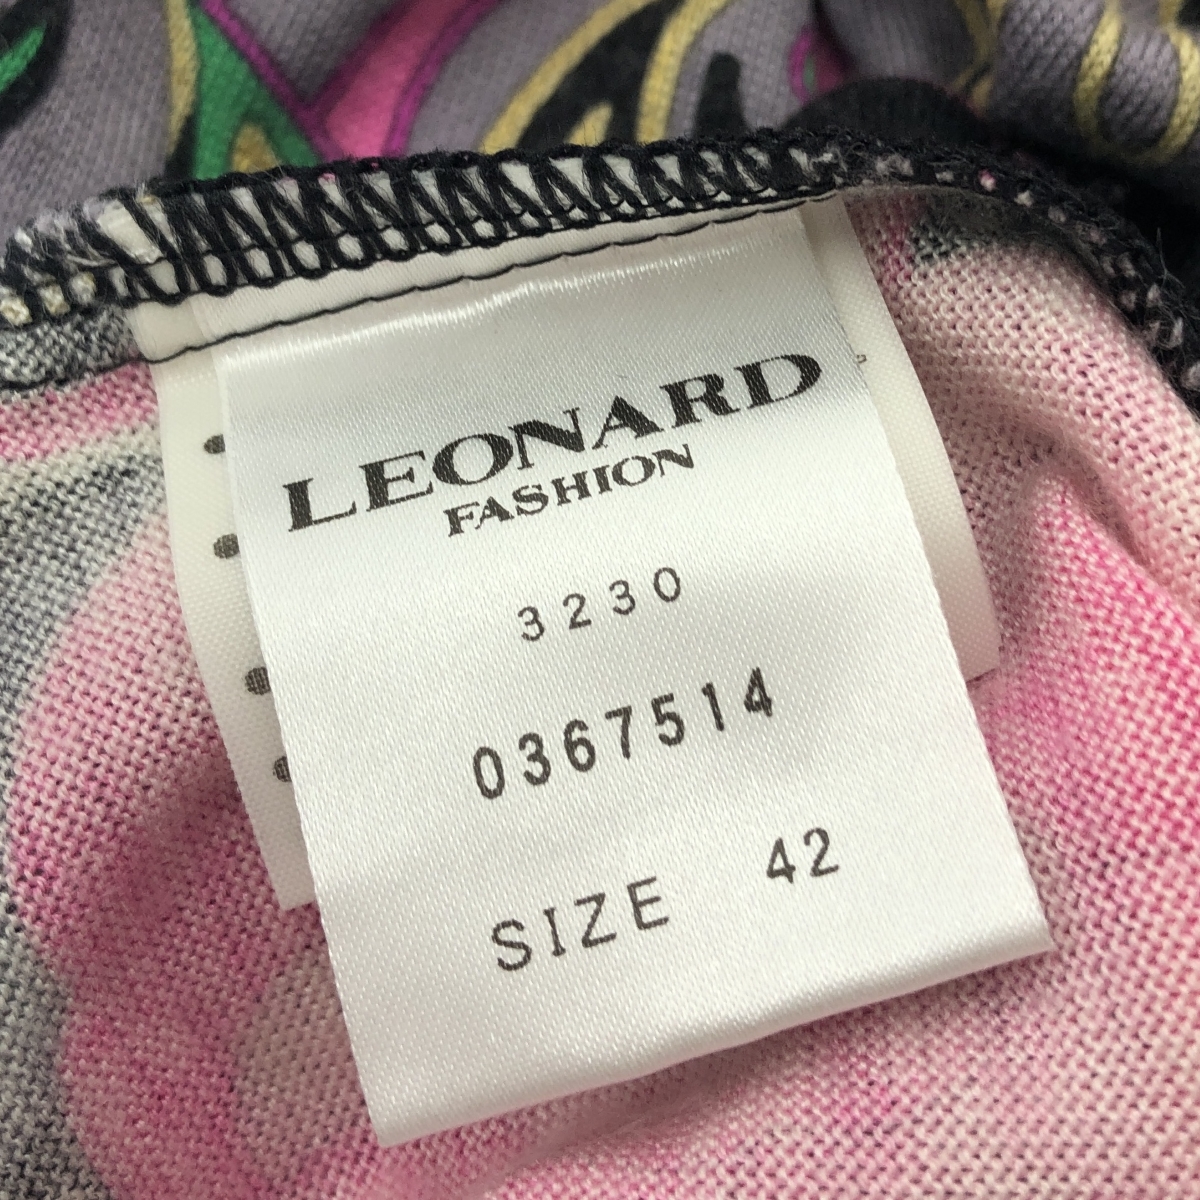 LEONARD
FASHION
3230
0367514
SIZE 42